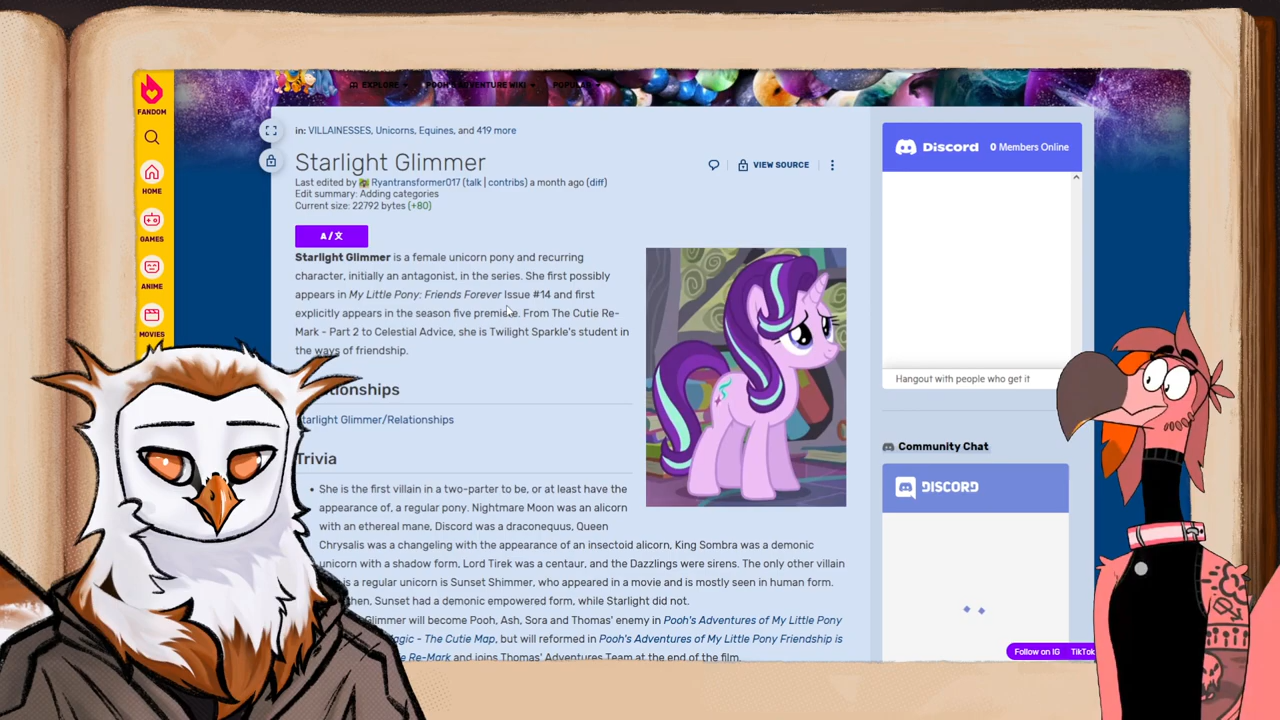 EXPLORE
POOH'S ADVENTURE WIKI
POPULAR
FANDOM
HOME
GAMES
ANIME
MOVIES
in: VILLAINESSES, Unicorns, Equines, and 419 more
Starlight Glimmer
VIEW SOURCE
Last edited by Ryantransformer017 (talk | contribs) a month ago (diff)
Edit summary: Adding categories
Current size: 22792 bytes (+80)
A / 文
Starlight Glimmer is a female unicorn pony and recurring
character, initially an antagonist, in the series. She first possibly
appears in My Little Pony: Friends Forever Issue #14 and first
explicitly appears in the season five premiere. From The Cutie Re-
Mark - Part 2 to Celestial Advice, she is Twilight Sparkle's student in
the ways of friendship.
tionships
tarlight Glimmer/Relationships
Trivia
• She is the first villain in a two-parter to be, or at least have the
appearance of, a regular pony. Nightmare Moon was an alicorn
with an ethereal mane, Discord was a draconequus, Queen
Chrysalis was a changeling with the appearance of an insectoid alicorn, King Sombra was a demonic
unicorn with a shadow form, Lord Tirek was a centaur, and the Dazzlings were sirens. The only other villain
is a regular unicorn is Sunset Shimmer, who appeared in a movie and is mostly seen in human form.
then, Sunset had a demonic empowered form, while Starlight did not.
Glimmer will become Pooh, Ash, Sora and Thomas' enemy in Pooh's Adventures of My Little Pony
agic - The Cutie Map, but will reformed in Pooh's Adventures of My Little Pony Friendship is
e Re-Mark and joins Thomas' Adventures Team at the end of the film.
Discord
0 Members Online
Hangout with people who get it
Community Chat
DISCORD
Follow on IG
TikTok